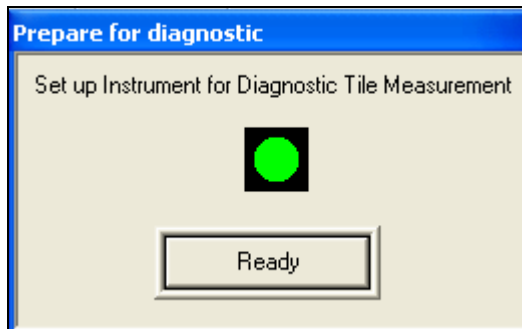 Prepare for diagnostic
Set up Instrument for Diagnostic Tile Measurement
Ready